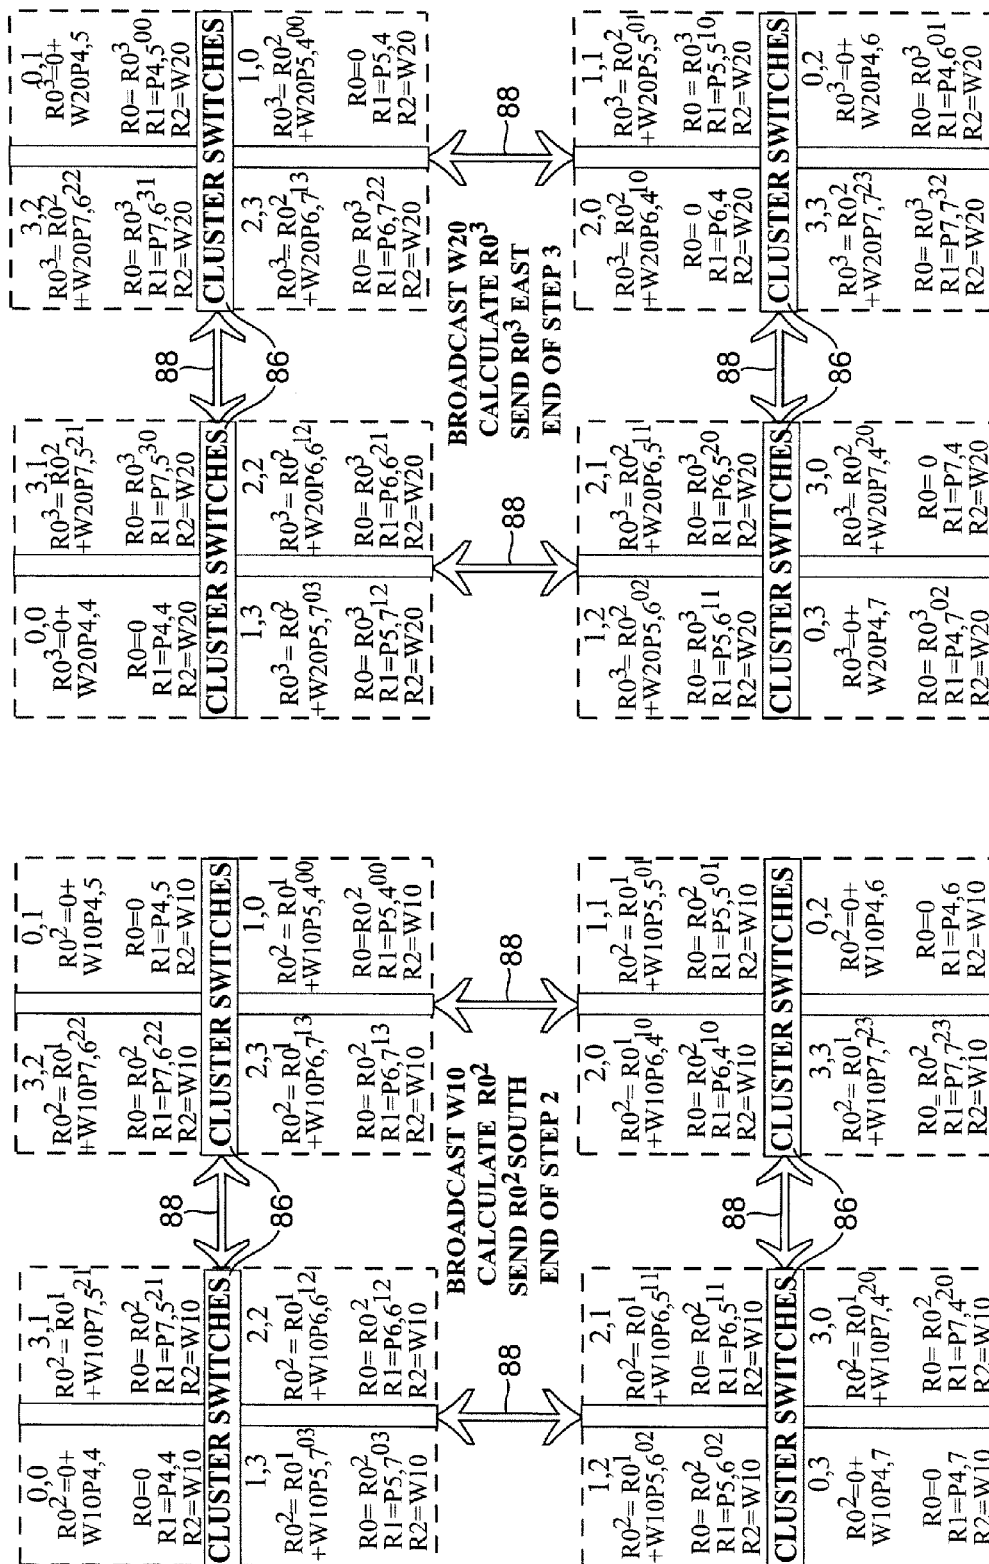 0,0
R0²=0+
W10P4,4
R0=0
R1=P4,4
R2=W10
3,1
R0²= R0¹
+W10P7,5²¹
R0= R0²
R1=P7,5²¹
R2=W10
CLUSTER SWITCHES
1,3
R0²= R0¹
+W10P5,7⁰³
R0= R0²
R1=P5,7⁰³
R2=W10
2,2
R0²= R0¹
+W10P6,6¹²
R0= R0²
R1=P6,6¹²
R2=W10
88
86
3,2
R0²= R0¹
+W10P7,6²²
R0= R0²
R1=P7,6²²
R2=W10
0,1
R0²=0+
W10P4,5
R0=0
R1=P4,5
R2=W10
CLUSTER SWITCHES
2,3
R0²= R0¹
+W10P6,7¹³
R0= R0²
R1=P6,7¹³
R2=W10
1,0
R0²= R0¹
+W10P5,4⁰⁰
R0=R0²
R1=P5,4⁰⁰
R2=W10
88
BROADCAST W10
CALCULATE R0²
SEND R0² SOUTH
END OF STEP 2
88
1,2
R0²= R0¹
+W10P5,6⁰²
R0= R0²
R1=P5,6⁰²
R2=W10
2,1
R0²= R0¹
+W10P6,5¹¹
R0= R0²
R1=P6,5¹¹
R2=W10
CLUSTER SWITCHES
0,3
R0²=0+
W10P4,7
R0=0
R1=P4,7
R2=W10
3,0
R0²= R0¹
+W10P7,4²⁰
R0= R0²
R1=P7,4²⁰
R2=W10
88
86
2,0
R0²= R0¹
+W10P6,4¹⁰
R0= R0²
R1=P6,4¹⁰
R2=W10
1,1
R0²= R0¹
+W10P5,5⁰¹
R0= R0²
R1=P5,5⁰¹
R2=W10
CLUSTER SWITCHES
3,3
R0²= R0¹
+W10P7,7²³
R0= R0²
R1=P7,7²³
R2=W10
0,2
R0²=0+
W10P4,6
R0=0
R1=P4,6
R2=W10
0,0
R0³=0+
W20P4,4
R0=0
R1=P4,4
R2=W20
3,1
R0³= R0²
+W20P7,5²¹
R0= R0³
R1=P7,5³⁰
R2=W20
CLUSTER SWITCHES
1,3
R0³= R0²
+W20P5,7⁰³
R0= R0³
R1=P5,7¹²
R2=W20
2,2
R0³= R0²
+W20P6,6¹²
R0= R0³
R1=P6,6²¹
R2=W20
88
86
3,2
R0³= R0²
+W20P7,6²²
R0= R0³
R1=P7,6³¹
R2=W20
0,1
R0³=0+
W20P4,5
R0= R0³
R1=P4,5⁰⁰
R2=W20
CLUSTER SWITCHES
2,3
R0³= R0²
+W20P6,7¹³
R0= R0³
R1=P6,7²²
R2=W20
1,0
R0³= R0²
+W20P5,4⁰⁰
R0=0
R1=P5,4
R2=W20
88
BROADCAST W20
CALCULATE R0³
SEND R0³ EAST
END OF STEP 3
88
1,2
R0³= R0²
+W20P5,6⁰²
R0= R0³
R1=P5,6¹¹
R2=W20
2,1
R0³= R0²
+W20P6,5¹¹
R0= R0³
R1=P6,5²⁰
R2=W20
CLUSTER SWITCHES
0,3
R0³=0+
W20P4,7
R0= R0³
R1=P4,7⁰²
R2=W20
3,0
R0³= R0²
+W20P7,4²⁰
R0= 0
R1=P7,4
R2=W20
88
86
2,0
R0³= R0²
+W20P6,4¹⁰
R0= 0
R1=P6,4
R2=W20
1,1
R0³= R0²
+W20P5,5⁰¹
R0= R0³
R1=P5,5¹⁰
R2=W20
CLUSTER SWITCHES
3,3
R0³= R0²
+W20P7,7²³
R0= R0³
R1=P7,7³²
R2=W20
0,2
R0³=0+
W20P4,6
R0= R0³
R1=P4,6⁰¹
R2=W20